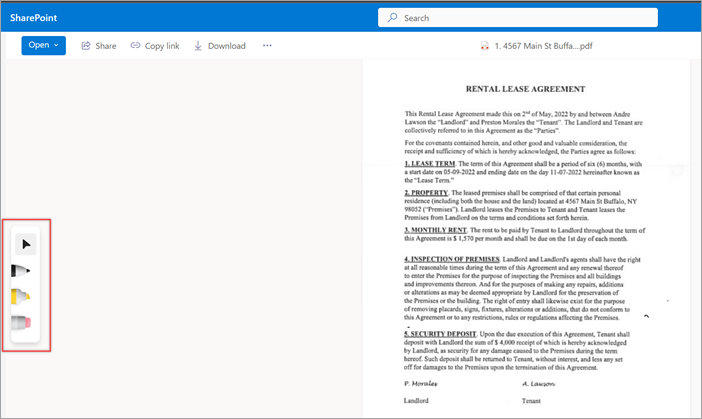 SharePoint
Search
Open
Share
Copy link
Download
1. 4567 Main St Buffa...pdf
RENTAL LEASE AGREEMENT
This Rental Lease Agreement made this on 2nd of May, 2022 by and between Andre
Lawson the “Landlord” and Preston Morales the “Tenant”. The Landlord and Tenant are
collectively referred to in this Agreement as the “Parties”.
For the covenants contained herein, and other good and valuable consideration, the
receipt and sufficiency of which is hereby acknowledged, the Parties agree as follows:
1. LEASE TERM. The term of this Agreement shall be a period of six (6) months, with
a start date on 05-09-2022 and ending date on the day 11-07-2022 hereinafter known as
the “Lease Term.”
2. PROPERTY. The leased premises shall be comprised of that certain personal
residence (including both the house and the land) located at 4567 Main St Buffalo, NY
98052 (“Premises”). Landlord leases the Premises to Tenant and Tenant leases the
Premises from Landlord on the terms and conditions set forth herein.
3. MONTHLY RENT. The rent to be paid by Tenant to Landlord throughout the term of
this Agreement is $ 1,570 per month and shall be due on the 1st day of each month.
4. INSPECTION OF PREMISES. Landlord and Landlord's agents shall have the right
at all reasonable times during the term of this Agreement and any renewal thereof
to enter the Premises for the purpose of inspecting the Premises and all buildings
and improvements thereon. And for the purposes of making any repairs, additions
or alterations as may be deemed appropriate by Landlord for the preservation of
the Premises or the building. The right of entry shall likewise exist for the purpose
of removing placards, signs, fixtures, alterations or additions, that do not conform to
this Agreement or to any restrictions, rules or regulations affecting the Premises.
5. SECURITY DEPOSIT. Upon the due execution of this Agreement, Tenant shall
deposit with Landlord the sum of $ 4,000 receipt of which is hereby acknowledged
by Landlord, as security for any damage caused to the Premises during the term
hereof. Such deposit shall be returned to Tenant, without interest, and less any set
off for damages to the Premises upon the termination of this Agreement.
P. Morales A. Lawson
Landlord Tenant